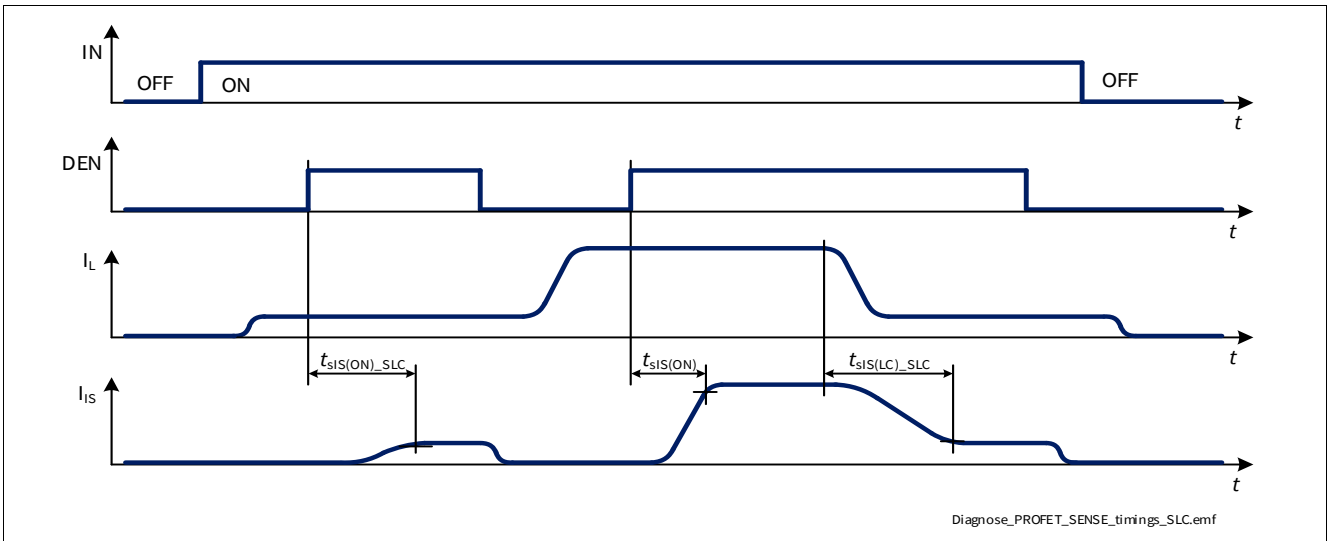 IN
OFF
ON
OFF
t
DEN
t
IL
t
tsIS(ON)_SLC
tsIS(ON)
tsIS(LC)_SLC
IIS
t
Diagnose_PROFET_SENSE_timings_SLC.emf